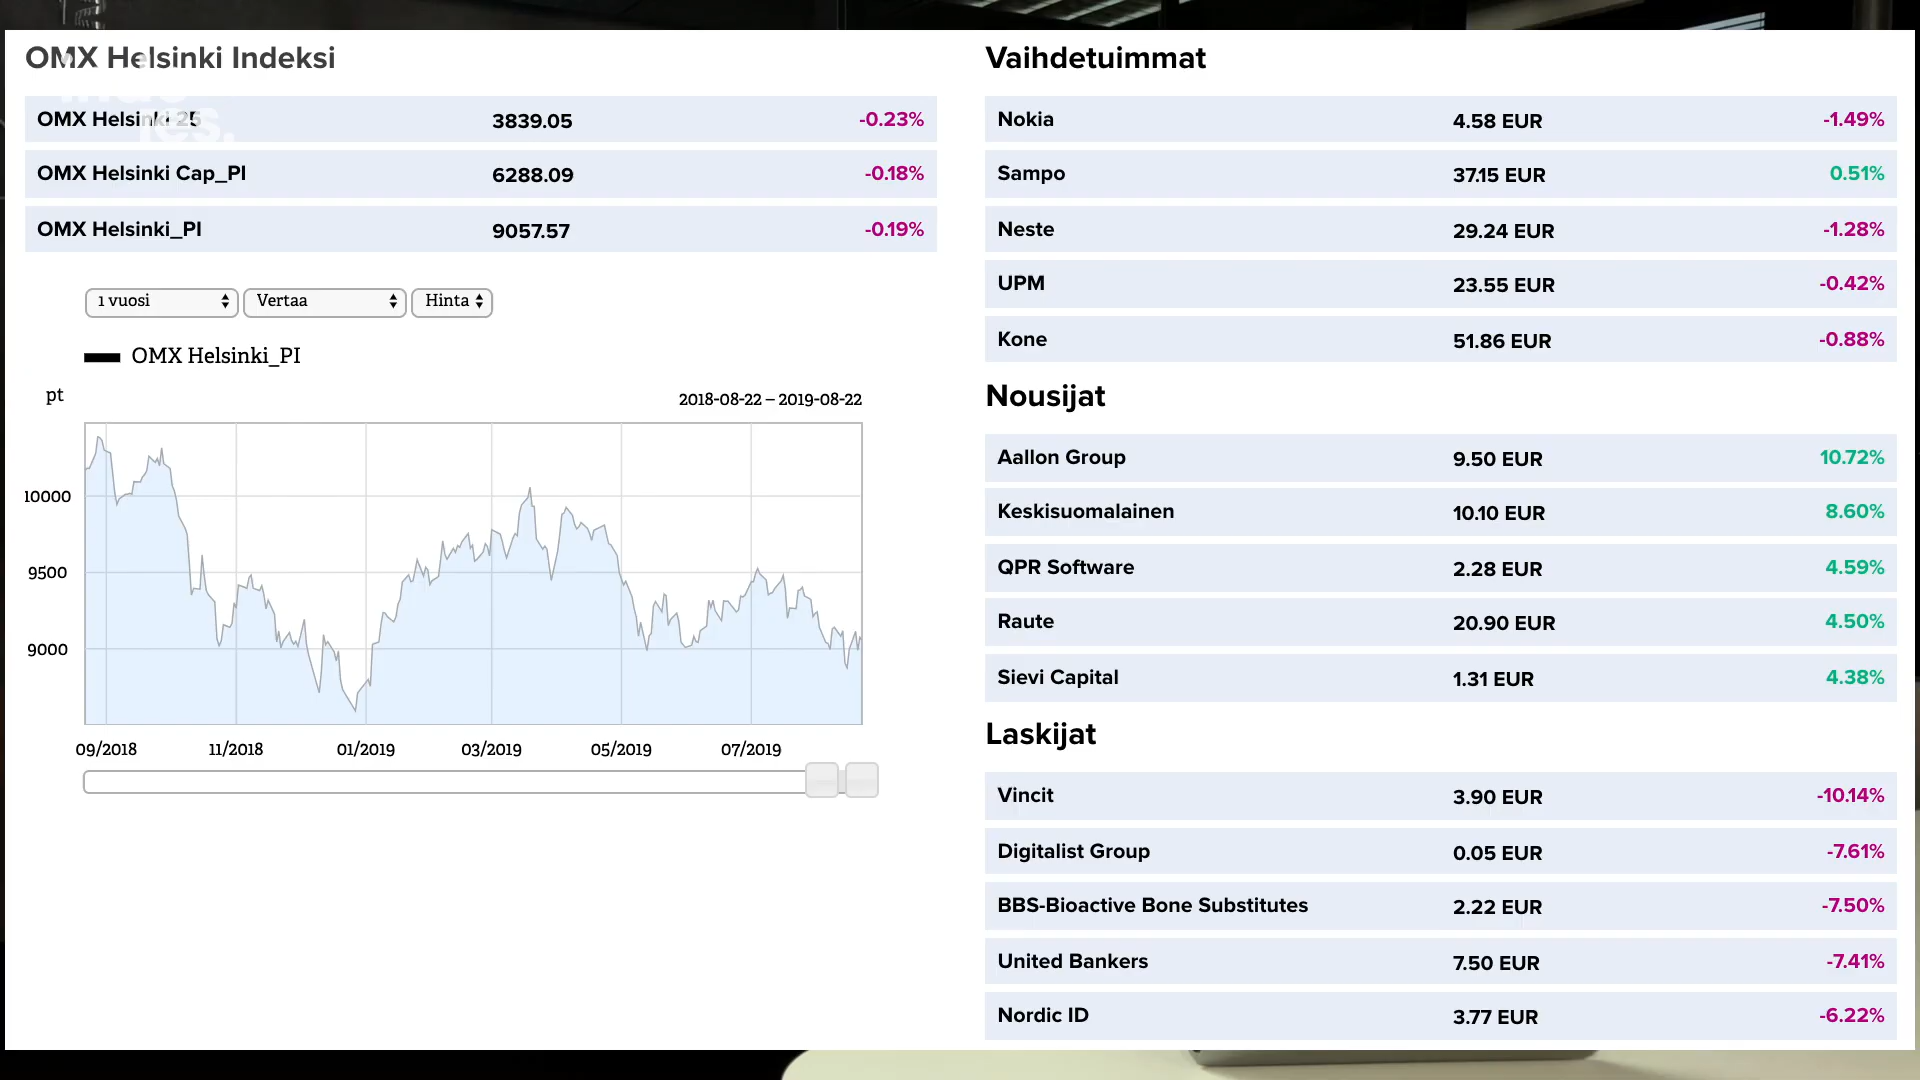 OMX Helsinki Indeksi
OMX Helsinki 25 3839.05 -0.23%
OMX Helsinki Cap_PI 6288.09 -0.18%
OMX Helsinki_PI 9057.57 -0.19%
1 vuosi Vertaa Hinta
OMX Helsinki_PI
pt
2018-08-22 – 2019-08-22
10000
9500
9000
09/2018 11/2018 01/2019 03/2019 05/2019 07/2019
Vaihdetuimmat
Nokia 4.58 EUR -1.49%
Sampo 37.15 EUR 0.51%
Neste 29.24 EUR -1.28%
UPM 23.55 EUR -0.42%
Kone 51.86 EUR -0.88%
Nousijat
Aallon Group 9.50 EUR 10.72%
Keskisuomalainen 10.10 EUR 8.60%
QPR Software 2.28 EUR 4.59%
Raute 20.90 EUR 4.50%
Sievi Capital 1.31 EUR 4.38%
Laskijat
Vincit 3.90 EUR -10.14%
Digitalist Group 0.05 EUR -7.61%
BBS-Bioactive Bone Substitutes 2.22 EUR -7.50%
United Bankers 7.50 EUR -7.41%
Nordic ID 3.77 EUR -6.22%